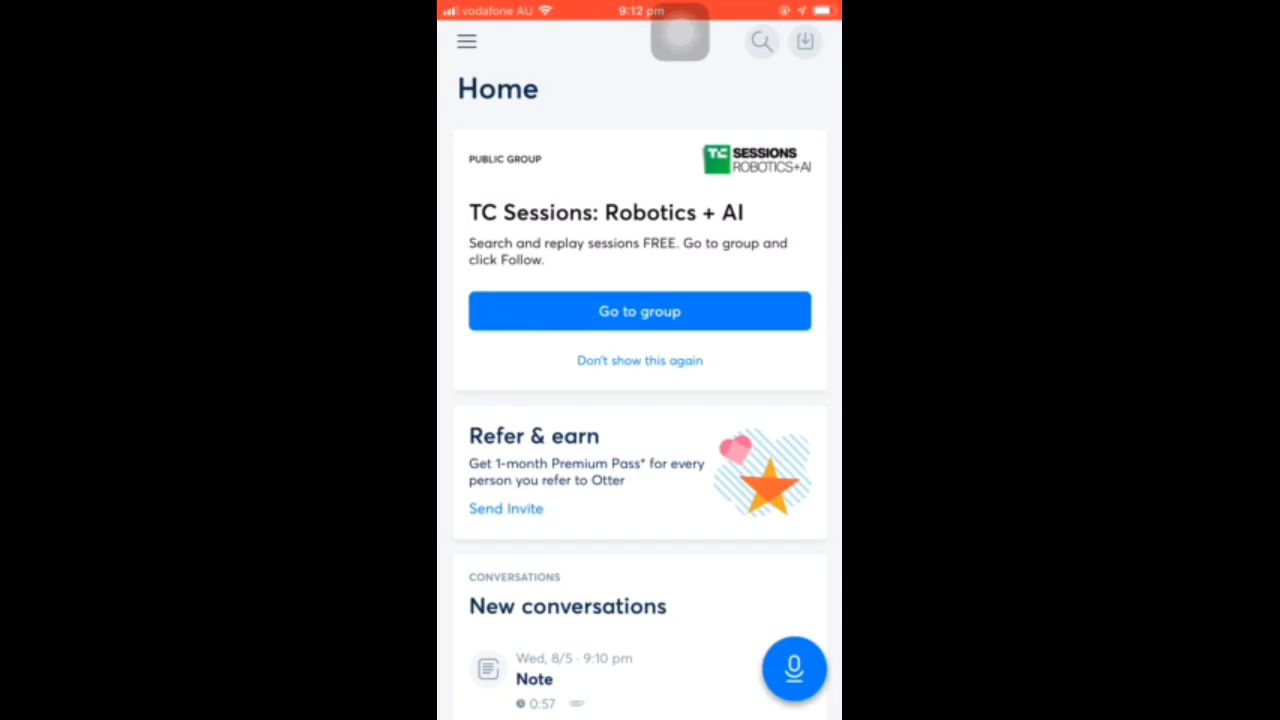 vodafone AU 9:12 pm
Home
PUBLIC GROUP
TC SESSIONS
ROBOTICS+AI
TC Sessions: Robotics + AI
Search and replay sessions FREE. Go to group and
click Follow.
Go to group
Don't show this again
Refer & earn
Get 1-month Premium Pass* for every
person you refer to Otter
Send Invite
CONVERSATIONS
New conversations
Wed, 8/5 · 9:10 pm
Note
0:57